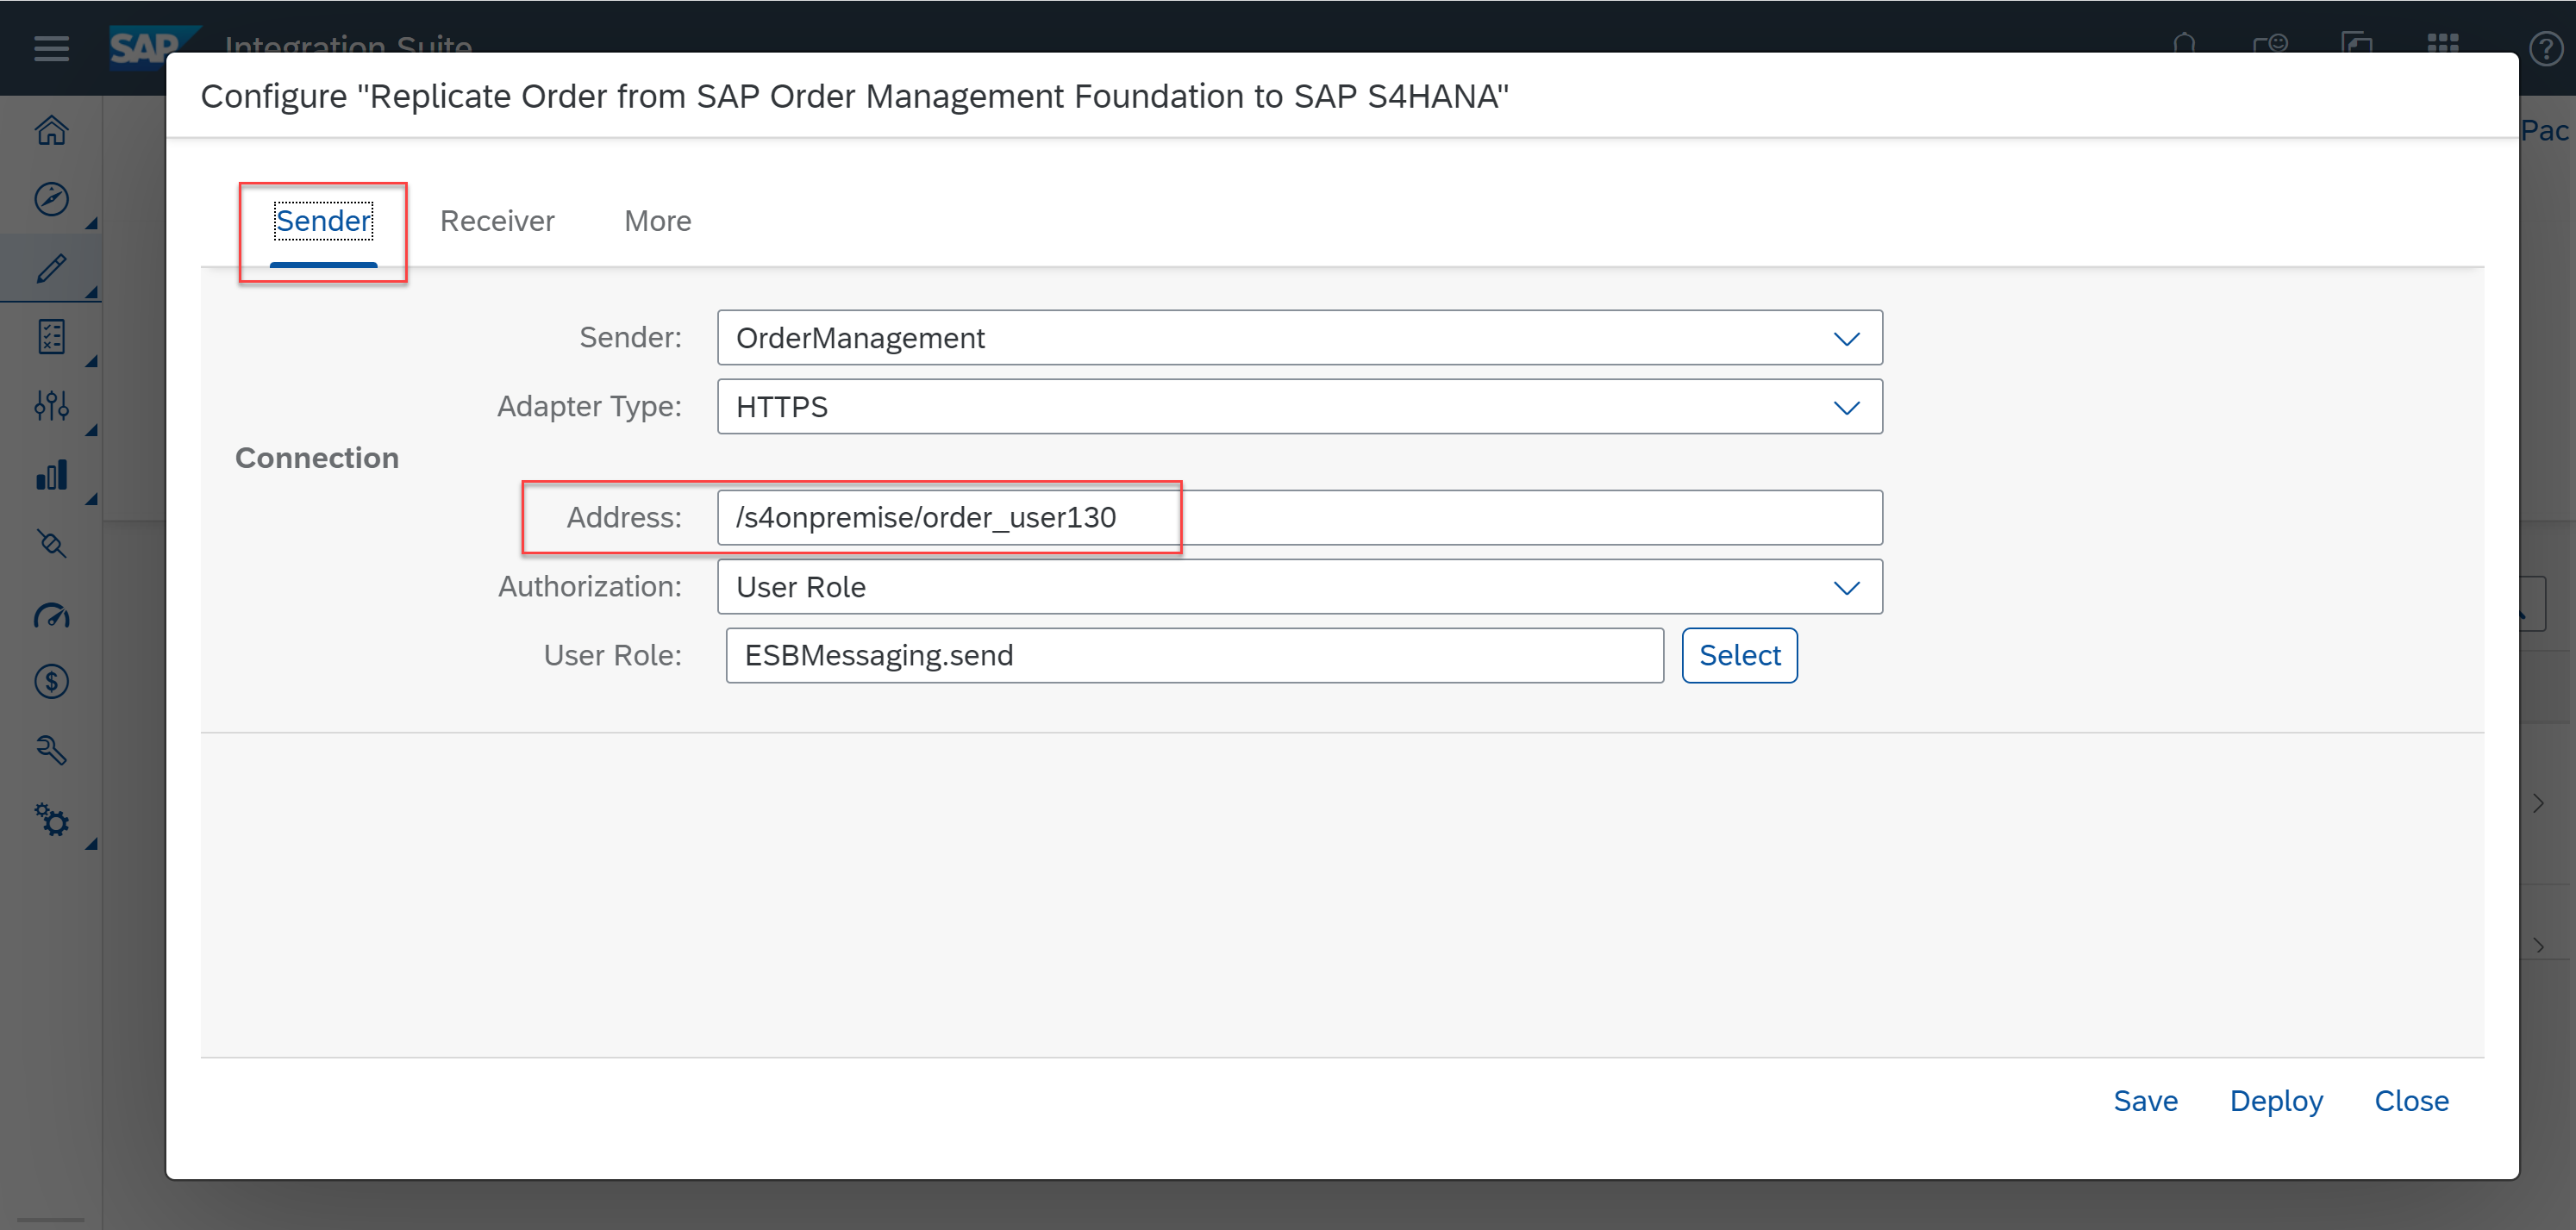 SAP Integration Suite
Configure "Replicate Order from SAP Order Management Foundation to SAP S4HANA"
Pac
Sender Receiver More
Sender: OrderManagement
Adapter Type: HTTPS
Connection
Address: /s4onpremise/order_user130
Authorization: User Role
User Role: ESBMessaging.send Select
Save Deploy Close